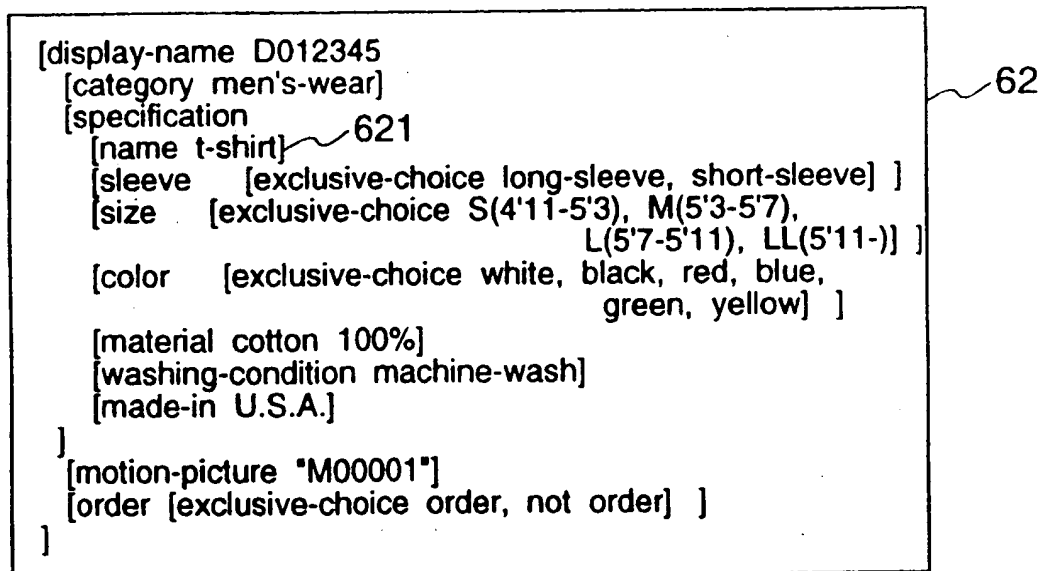 [display-name D012345
[category men's-wear]
62
[specification
621
[name t-shirt]
[sleeve [exclusive-choice long-sleeve, short-sleeve] ]
[size [exclusive-choice S(4'11-5'3), M(5'3-5'7),
L(5'7-5'11), LL(5'11-)] ]
[color [exclusive-choice white, black, red, blue,
green, yellow] ]
[material cotton 100%]
[washing-condition machine-wash]
[made-in U.S.A.]
]
[motion-picture "M00001"]
[order [exclusive-choice order, not order] ]
]